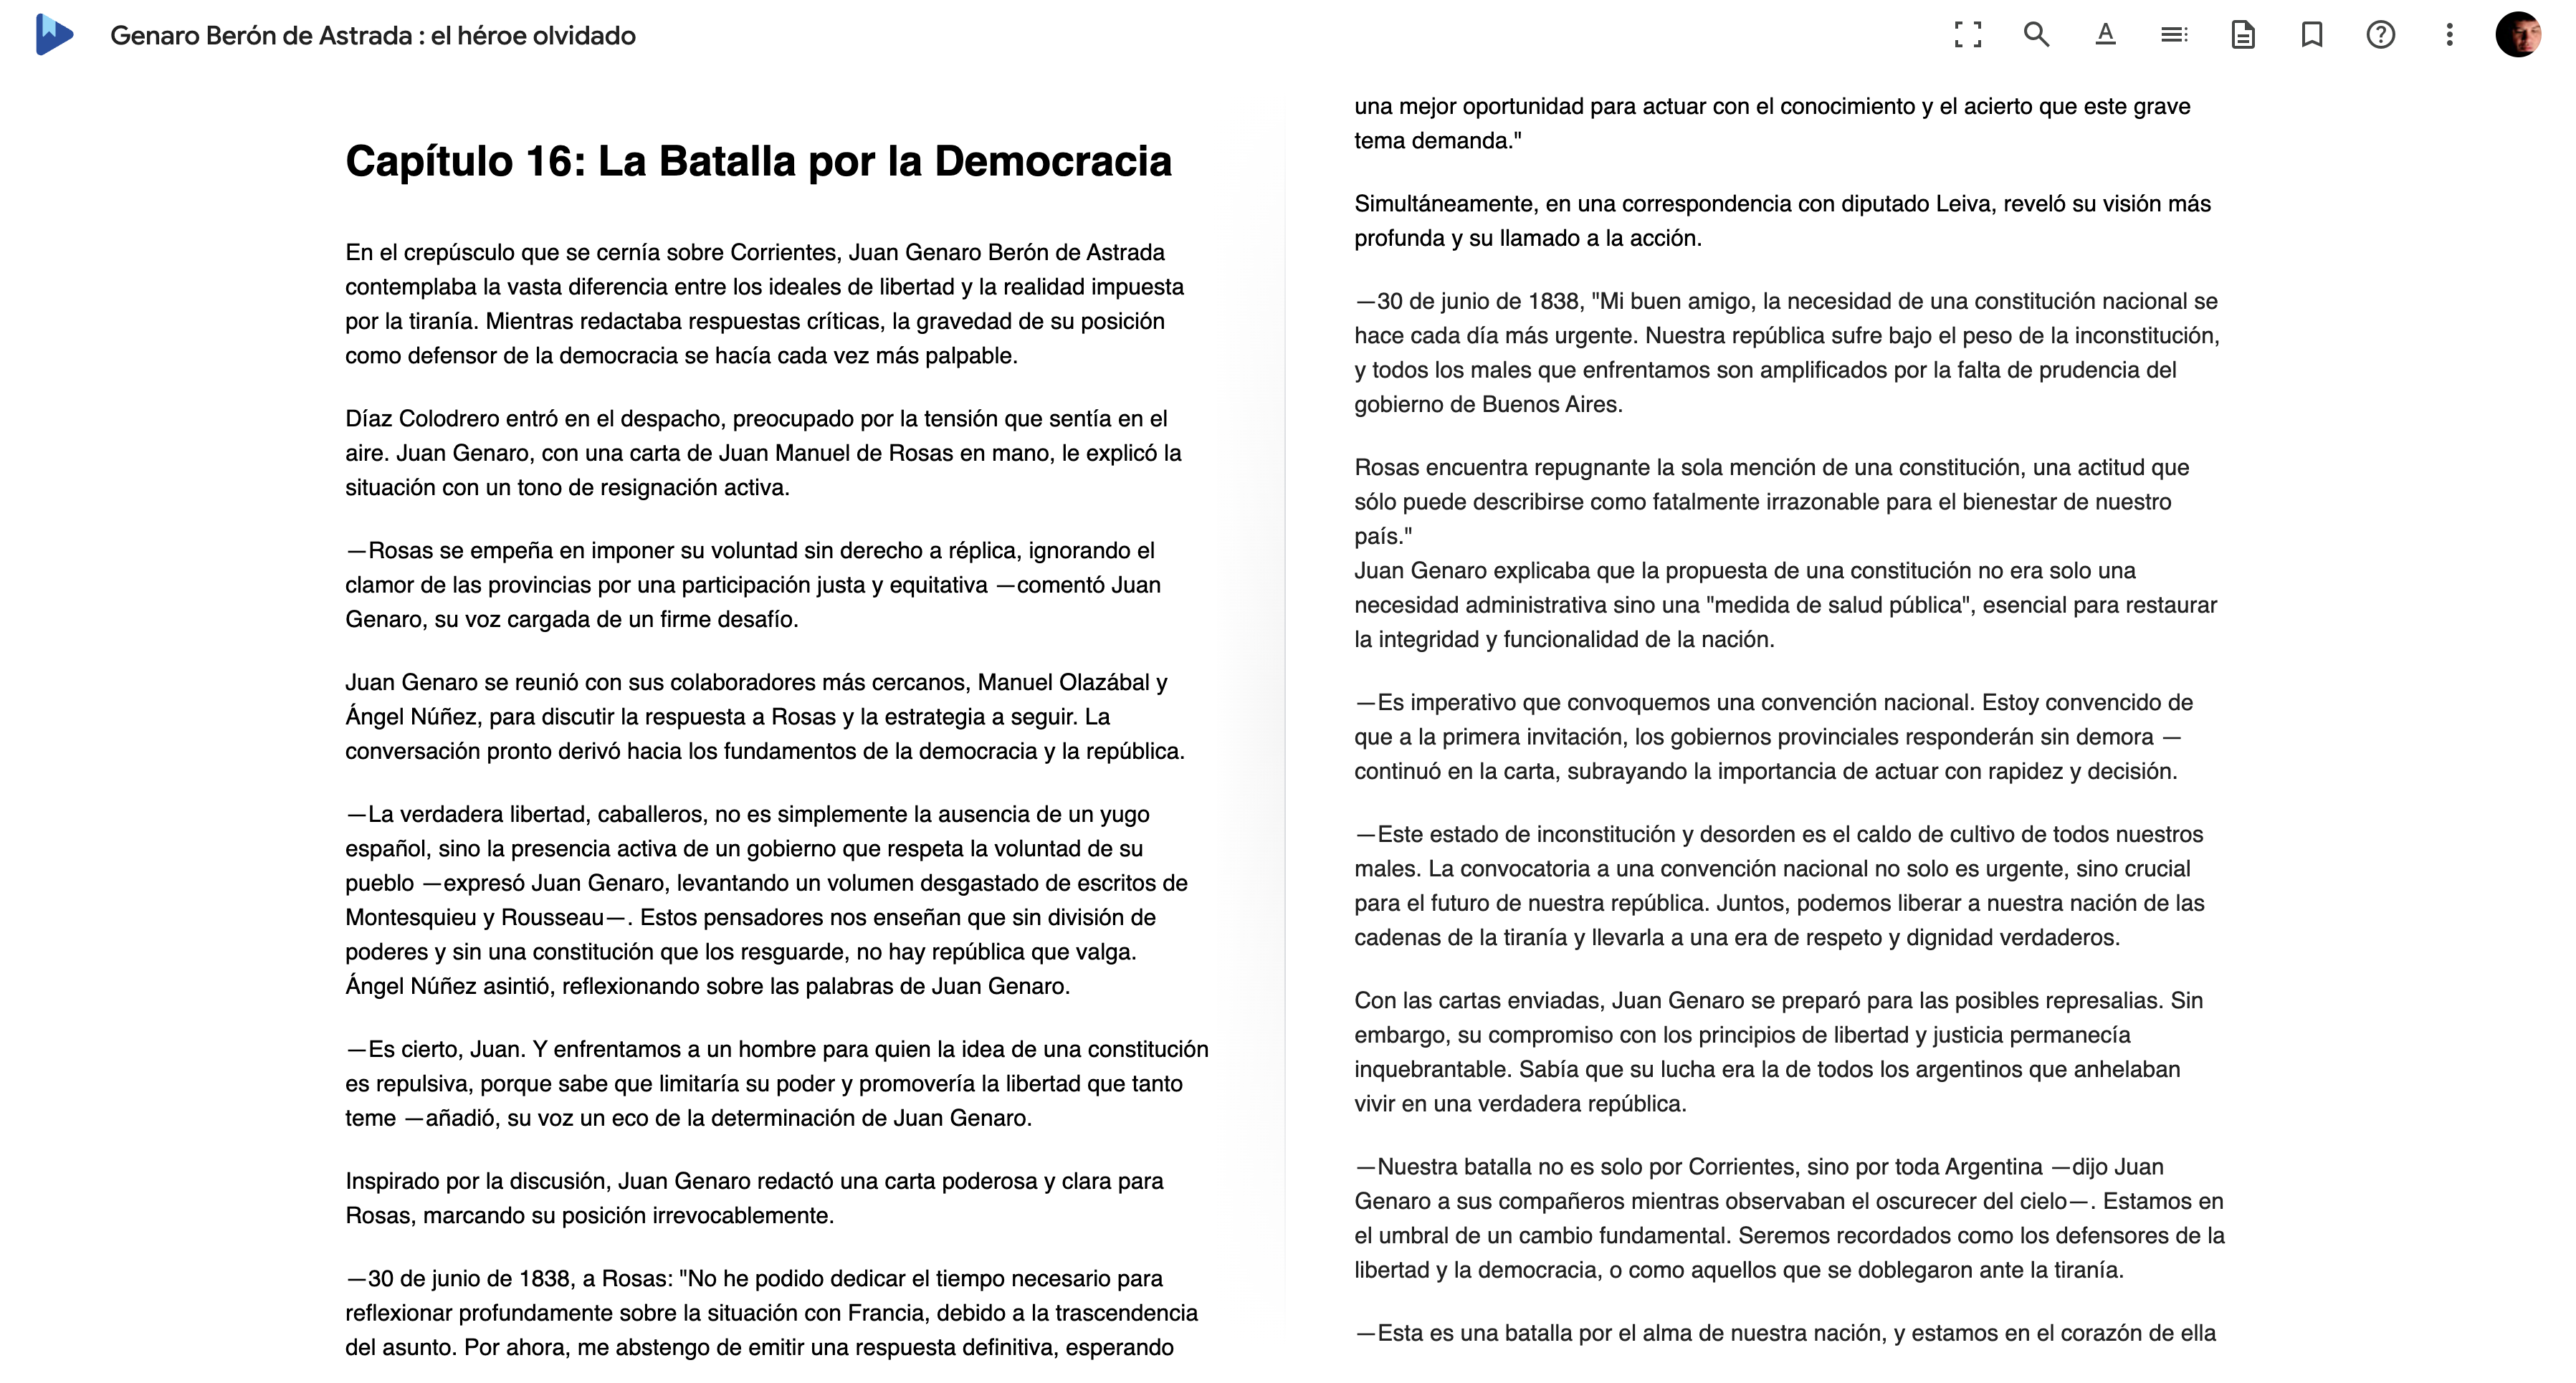 Genaro Berón de Astrada : el héroe olvidado
Capítulo 16: La Batalla por la Democracia
En el crepúsculo que se cernía sobre Corrientes, Juan Genaro Berón de Astrada
contemplaba la vasta diferencia entre los ideales de libertad y la realidad impuesta
por la tiranía. Mientras redactaba respuestas críticas, la gravedad de su posición
como defensor de la democracia se hacía cada vez más palpable.
Díaz Colodrero entró en el despacho, preocupado por la tensión que sentía en el
aire. Juan Genaro, con una carta de Juan Manuel de Rosas en mano, le explicó la
situación con un tono de resignación activa.
—Rosas se empeña en imponer su voluntad sin derecho a réplica, ignorando el
clamor de las provincias por una participación justa y equitativa —comentó Juan
Genaro, su voz cargada de un firme desafío.
Juan Genaro se reunió con sus colaboradores más cercanos, Manuel Olazábal y
Ángel Núñez, para discutir la respuesta a Rosas y la estrategia a seguir. La
conversación pronto derivó hacia los fundamentos de la democracia y la república.
—La verdadera libertad, caballeros, no es simplemente la ausencia de un yugo
español, sino la presencia activa de un gobierno que respeta la voluntad de su
pueblo —expresó Juan Genaro, levantando un volumen desgastado de escritos de
Montesquieu y Rousseau—. Estos pensadores nos enseñan que sin división de
poderes y sin una constitución que los resguarde, no hay república que valga.
Ángel Núñez asintió, reflexionando sobre las palabras de Juan Genaro.
—Es cierto, Juan. Y enfrentamos a un hombre para quien la idea de una constitución
es repulsiva, porque sabe que limitaría su poder y promovería la libertad que tanto
teme —añadió, su voz un eco de la determinación de Juan Genaro.
Inspirado por la discusión, Juan Genaro redactó una carta poderosa y clara para
Rosas, marcando su posición irrevocablemente.
—30 de junio de 1838, a Rosas: "No he podido dedicar el tiempo necesario para
reflexionar profundamente sobre la situación con Francia, debido a la trascendencia
del asunto. Por ahora, me abstengo de emitir una respuesta definitiva, esperando
una mejor oportunidad para actuar con el conocimiento y el acierto que este grave
tema demanda."
Simultáneamente, en una correspondencia con diputado Leiva, reveló su visión más
profunda y su llamado a la acción.
—30 de junio de 1838, "Mi buen amigo, la necesidad de una constitución nacional se
hace cada día más urgente. Nuestra república sufre bajo el peso de la inconstitución,
y todos los males que enfrentamos son amplificados por la falta de prudencia del
gobierno de Buenos Aires.
Rosas encuentra repugnante la sola mención de una constitución, una actitud que
sólo puede describirse como fatalmente irrazonable para el bienestar de nuestro
país."
Juan Genaro explicaba que la propuesta de una constitución no era solo una
necesidad administrativa sino una "medida de salud pública", esencial para restaurar
la integridad y funcionalidad de la nación.
—Es imperativo que convoquemos una convención nacional. Estoy convencido de
que a la primera invitación, los gobiernos provinciales responderán sin demora —
continuó en la carta, subrayando la importancia de actuar con rapidez y decisión.
—Este estado de inconstitución y desorden es el caldo de cultivo de todos nuestros
males. La convocatoria a una convención nacional no solo es urgente, sino crucial
para el futuro de nuestra república. Juntos, podemos liberar a nuestra nación de las
cadenas de la tiranía y llevarla a una era de respeto y dignidad verdaderos.
Con las cartas enviadas, Juan Genaro se preparó para las posibles represalias. Sin
embargo, su compromiso con los principios de libertad y justicia permanecía
inquebrantable. Sabía que su lucha era la de todos los argentinos que anhelaban
vivir en una verdadera república.
—Nuestra batalla no es solo por Corrientes, sino por toda Argentina —dijo Juan
Genaro a sus compañeros mientras observaban el oscurecer del cielo—. Estamos en
el umbral de un cambio fundamental. Seremos recordados como los defensores de la
libertad y la democracia, o como aquellos que se doblegaron ante la tiranía.
—Esta es una batalla por el alma de nuestra nación, y estamos en el corazón de ella